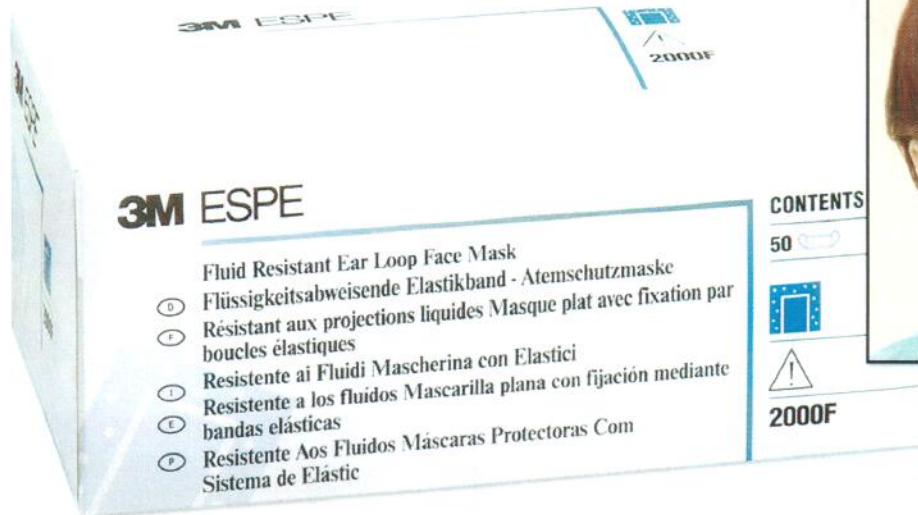 3M ESPE
2000F
3M ESPE
Fluid Resistant Ear Loop Face Mask
D Flüssigkeitsabweisende Elastikband - Atemschutzmaske
F Résistant aux projections liquides Masque plat avec fixation par
boucles élastiques
I Resistente ai Fluidi Mascherina con Elastici
E Resistente a los fluídos Mascarilla plana con fijación mediante
bandas elásticas
P Resistente Aos Fluidos Máscaras Protectoras Com
Sistema de Elástic
CONTENTS
50
2000F